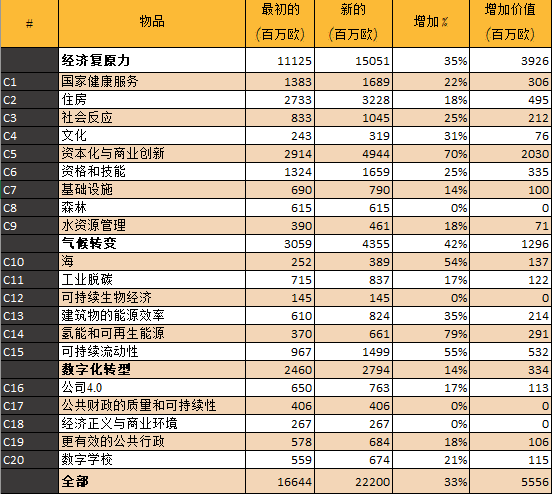 # 物品 最初的 (百万欧) 新的 (百万欧) 增加% 增加价值 (百万欧)
经济复原力 11125 15051 35% 3926
C1 国家健康服务 1383 1689 22% 306
C2 住房 2733 3228 18% 495
C3 社会反应 833 1045 25% 212
C4 文化 243 319 31% 76
C5 资本化与商业创新 2914 4944 70% 2030
C6 资格和技能 1324 1659 25% 335
C7 基础设施 690 790 14% 100
C8 森林 615 615 0% 0
C9 水资源管理 390 461 18% 71
气候转变 3059 4355 42% 1296
C10 海 252 389 54% 137
C11 工业脱碳 715 837 17% 122
C12 可持续生物经济 145 145 0% 0
C13 建筑物的能源效率 610 824 35% 214
C14 氢能和可再生能源 370 661 79% 291
C15 可持续流动性 967 1499 55% 532
数字化转型 2460 2794 14% 334
C16 公司4.0 650 763 17% 113
C17 公共财政的质量和可持续性 406 406 0% 0
C18 经济正义与商业环境 267 267 0% 0
C19 更有效的公共行政 578 684 18% 106
C20 数字学校 559 674 21% 115
全部 16644 22200 33% 5556